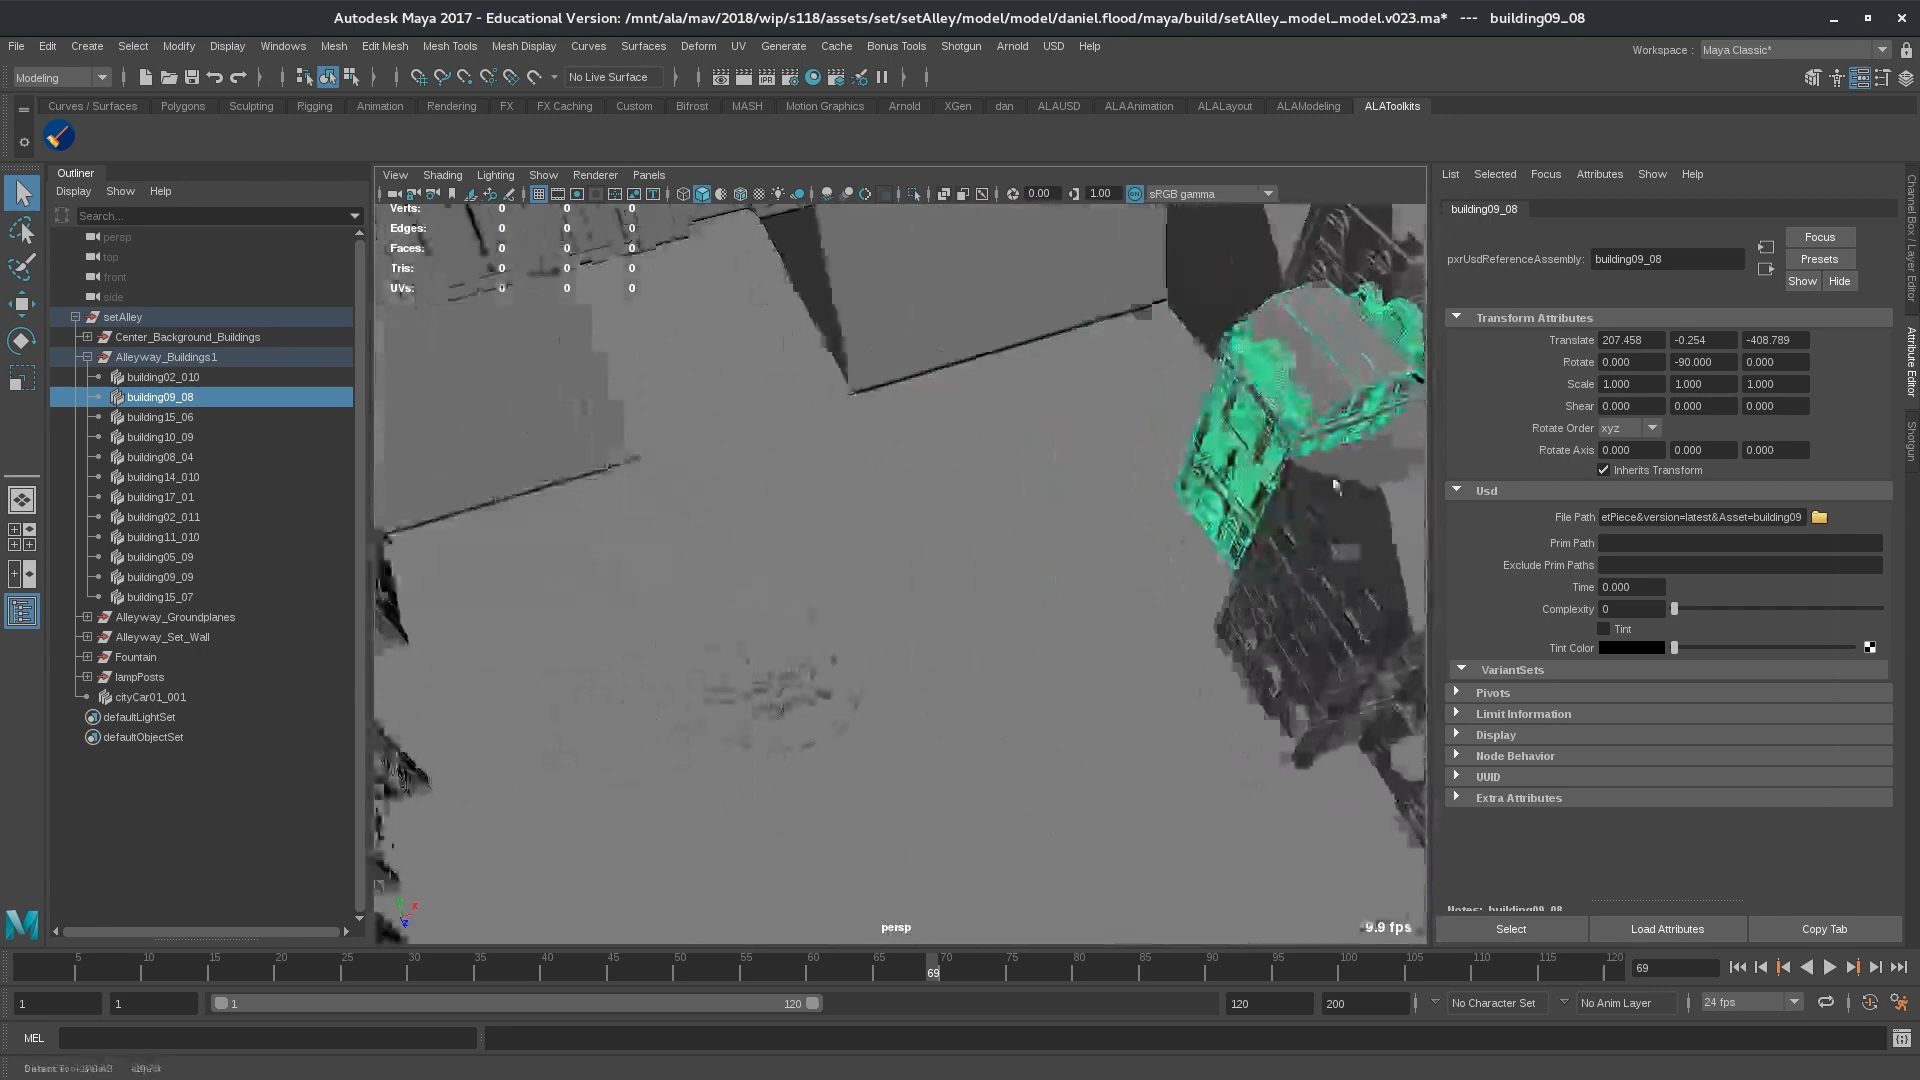 Autodesk Maya 2017 - Educational Version: /mnt/ala/mav/2018/wip/s118/assets/set/setAlley/model/model/daniel.flood/maya/build/setAlley_model_model.v023.ma* --- building09_08
File Edit Create Select Modify Display Windows Mesh Edit Mesh Mesh Tools Mesh Display Curves Surfaces Deform UV Generate Cache Bonus Tools Shotgun Arnold USD Help
Workspace : Maya Classic*
Modeling
No Live Surface
IPR
Curves / Surfaces Polygons Sculpting Rigging Animation Rendering FX FX Caching Custom Bifrost MASH Motion Graphics Arnold XGen dan ALAUSD ALAAnimation ALALayout ALAModeling ALAToolkits
Outliner
Display Show Help
Search...
persp
top
front
side
setAlley
Center_Background_Buildings
Alleyway_Buildings1
building02_010
building09_08
building15_06
building10_09
building08_04
building14_010
building17_01
building02_011
building11_010
building05_09
building09_09
building15_07
Alleyway_Groundplanes
Alleyway_Set_Wall
Fountain
lampPosts
cityCar01_001
defaultLightSet
defaultObjectSet
View Shading Lighting Show Renderer Panels
0.00 1.00 ON sRGB gamma
Verts: 0 0 0
Edges: 0 0 0
Faces: 0 0 0
Tris: 0 0 0
UVs: 0 0 0
persp
9.9 fps
List Selected Focus Attributes Show Help
building09_08
pxrUsdReferenceAssembly: building09_08
Focus
Presets
Show Hide
Transform Attributes
Translate 207.458 -0.254 -408.789
Rotate 0.000 -90.000 0.000
Scale 1.000 1.000 1.000
Shear 0.000 0.000 0.000
Rotate Order xyz
Rotate Axis 0.000 0.000 0.000
Inherits Transform
Usd
File Path etPiece&version=latest&Asset=building09
Prim Path
Exclude Prim Paths
Time 0.000
Complexity 0
Tint
Tint Color
VariantSets
Pivots
Limit Information
Display
Node Behavior
UUID
Extra Attributes
Notes: building09_08
Select Load Attributes Copy Tab
Channel Box / Layer Editor
Attribute Editor
Shotgun
5 10 15 20 25 30 35 40 45 50 55 60 65 70 75 80 85 90 95 100 105 110 115 120
69
69
1 1 1 120 120 200 No Character Set No Anim Layer 24 fps
MEL